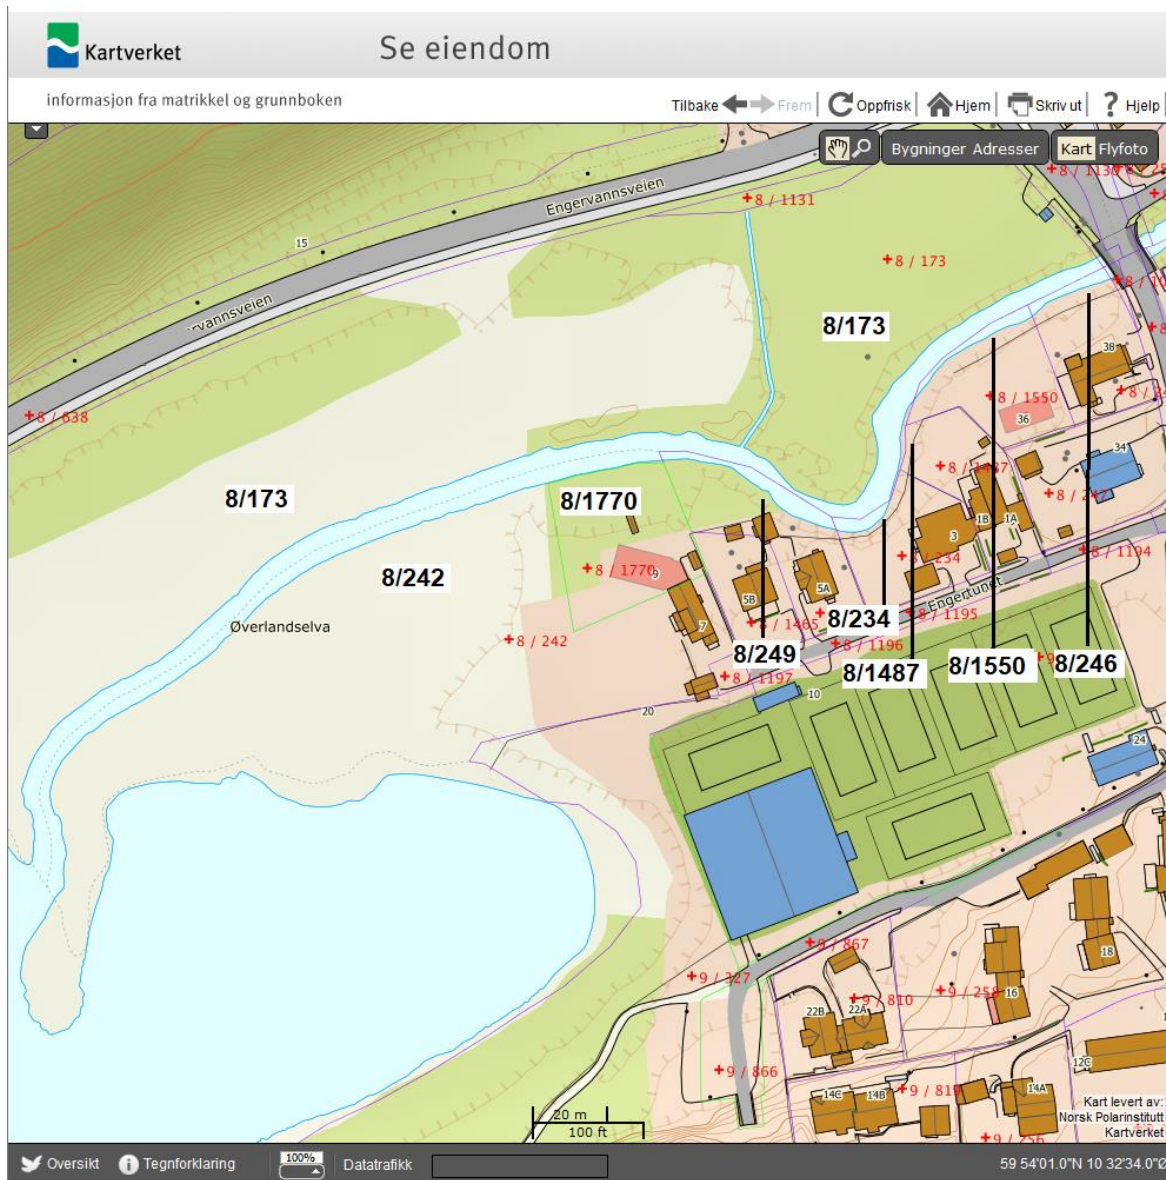 Kartverket
Se eiendom
informasjon fra matrikkel og grunnboken
Tilbake Frem Oppfrisk Hjem Skriv ut ? Hjelp
Bygninger Adresser Kart Flyfoto
Engervannsveien
+8 / 1131
15
+8 / 173
8/173
38
+8 / 638
+8 / 1550
36
34
8/173
8/1770
+8 / 1487
+8 / 247
1B
1A
3
8/242
+8 / 1770
9
+8 / 234
+8 / 1194
5B
5A
Engertunet
Øverlandselva
7
+8 / 1465
8/234
+8 / 1195
+8 / 242
+8 / 1196
8/249
8/1487
8/1550
8/246
+8 / 1197
20
10
24
+9 / 867
18
+9 / 327
+9 / 810
+9 / 258
16
22B
22A
+9 / 866
12C
14C
14B
+9 / 819
14A
Kart levert av:
Norsk Polarinstitutt
Kartverket
20 m
100 ft
+9 / 256
Oversikt Tegnforklaring 100% Datatrafikk 59 54'01.0"N 10 32'34.0"Ø